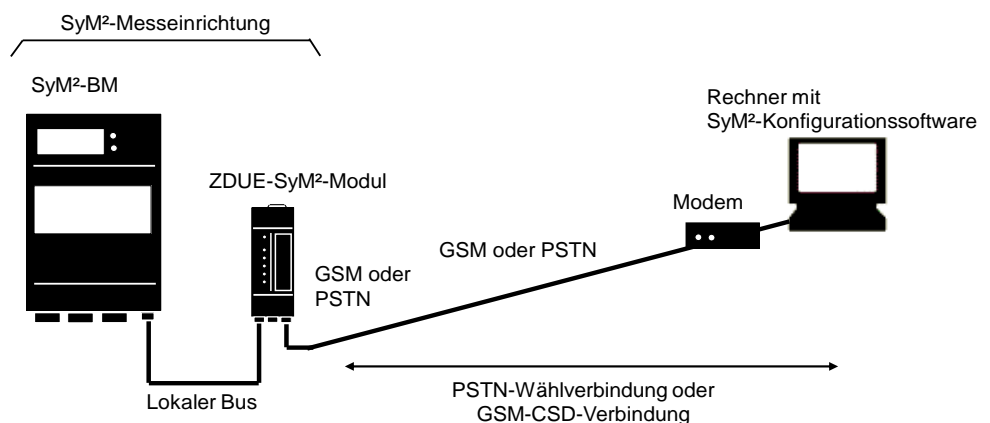 SyM²-Messeinrichtung
SyM²-BM
Rechner mit
SyM²-Konfigurationssoftware
ZDUE-SyM²-Modul
Modem
GSM oder PSTN
GSM oder
PSTN
Lokaler Bus
PSTN-Wählverbindung oder
GSM-CSD-Verbindung